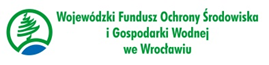 Wojewódzki Fundusz Ochrony Środowiska
i Gospodarki Wodnej
we Wrocławiu